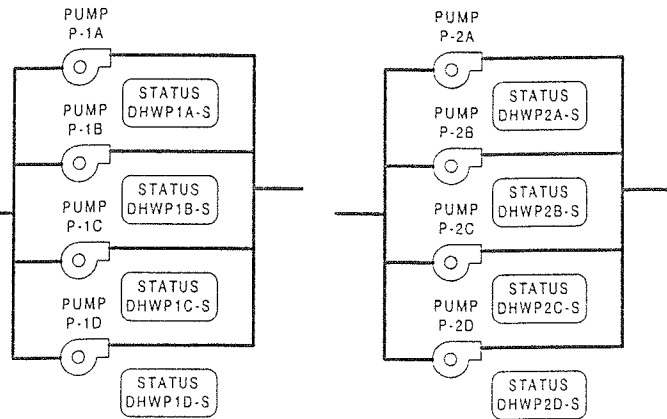 PUMP
P-1A
STATUS
DHWP1A-S
PUMP
P-1B
STATUS
DHWP1B-S
PUMP
P-1C
STATUS
DHWP1C-S
PUMP
P-1D
STATUS
DHWP1D-S
PUMP
P-2A
STATUS
DHWP2A-S
PUMP
P-2B
STATUS
DHWP2B-S
PUMP
P-2C
STATUS
DHWP2C-S
PUMP
P-2D
STATUS
DHWP2D-S